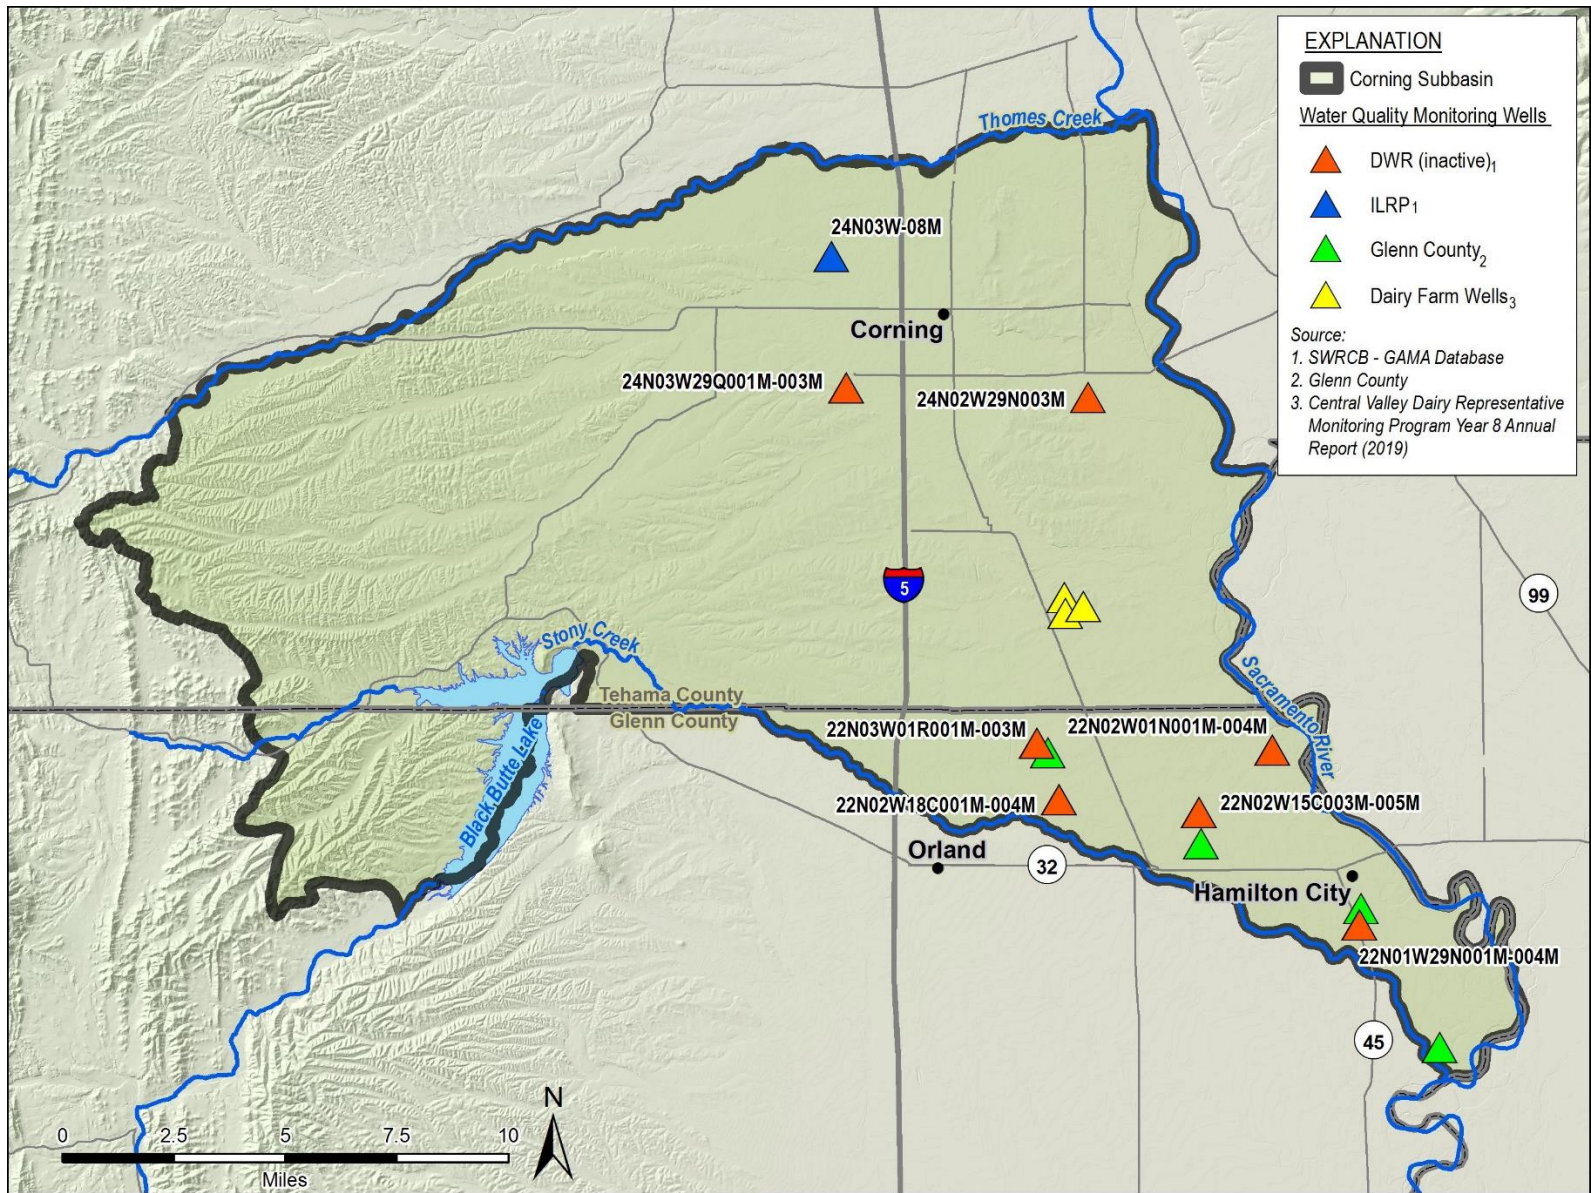 EXPLANATION
Corning Subbasin
Water Quality Monitoring Wells
DWR (inactive)1
ILRP1
Glenn County2
Dairy Farm Wells3
Source:
1. SWRCB - GAMA Database
2. Glenn County
3. Central Valley Dairy Representative
Monitoring Program Year 8 Annual
Report (2019)
Thomes Creek
24N03W-08M
Corning
24N03W29Q001M-003M
24N02W29N003M
5
99
Stony Creek
Sacramento River
Tehama County
Glenn County
Black Butte Lake
22N03W01R001M-003M
22N02W01N001M-004M
22N02W18C001M-004M
22N02W15C003M-005M
Orland
32
Hamilton City
22N01W29N001M-004M
45
N
0 2.5 5 7.5 10
Miles